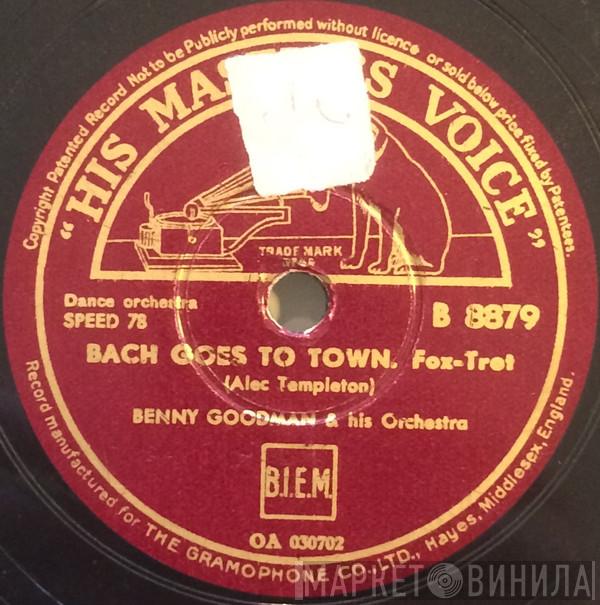 Copyright Patented Record Not to be Publicly performed without licence or sold below price fixed by Patentees.
"HIS MAS S VOICE"
TRADE MARK
Dance orchestra
SPEED 78
B 8879
BACH GOES TO TOWN. Fox-Trot
(Alec Templeton)
BENNY GOODMAN & his Orchestra
B.I.E.M.
OA 030702
Record manufactured for THE GRAMOPHONE CO., LTD., Hayes, Middlesex, England.
МАРКЕТ ВИНИЛА